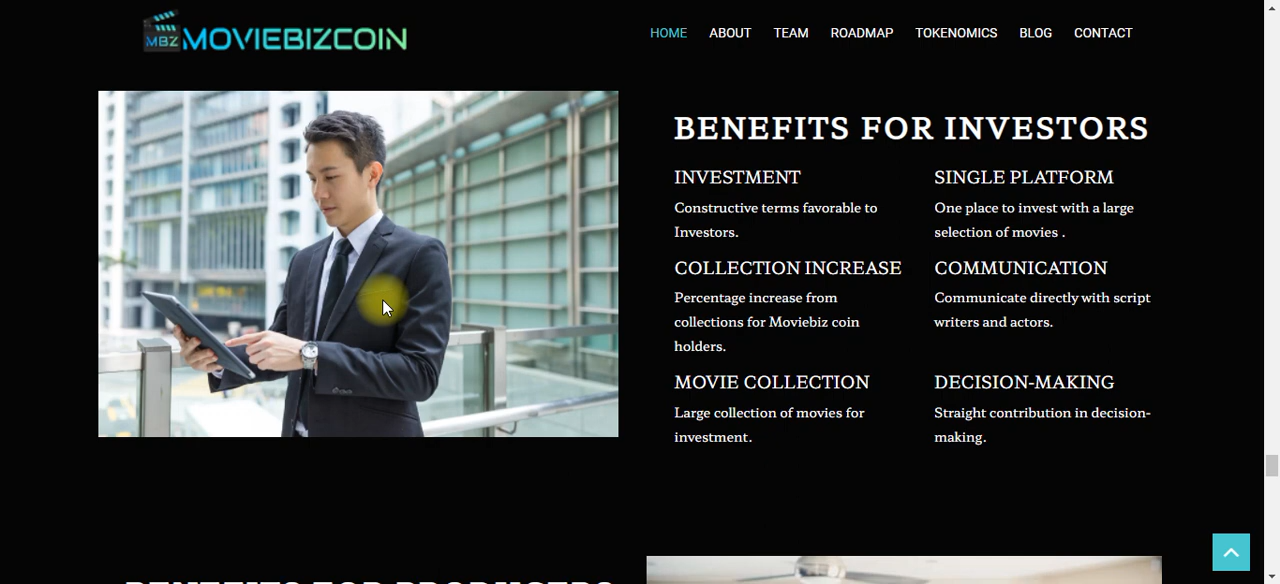 MBZ MOVIEBIZCOIN
HOME ABOUT TEAM ROADMAP TOKENOMICS BLOG CONTACT
BENEFITS FOR INVESTORS
INVESTMENT
Constructive terms favorable to
Investors.
SINGLE PLATFORM
One place to invest with a large
selection of movies .
COLLECTION INCREASE
Percentage increase from
collections for Moviebiz coin
holders.
COMMUNICATION
Communicate directly with script
writers and actors.
MOVIE COLLECTION
Large collection of movies for
investment.
DECISION-MAKING
Straight contribution in decision-
making.
BENEFITS FOR PRODUCERS